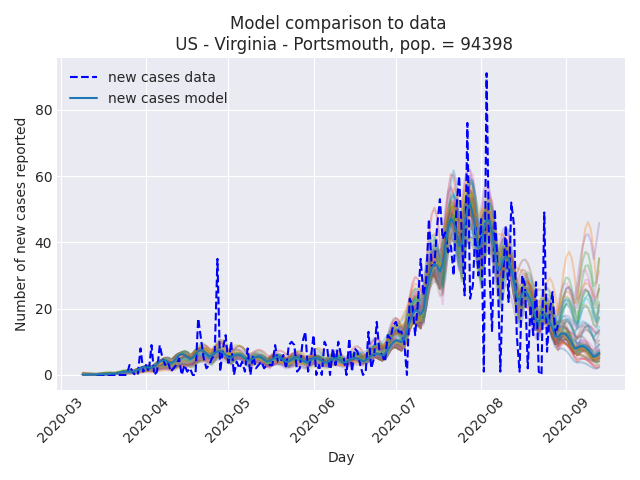 Model comparison to data
US - Virginia - Portsmouth, pop. = 94398
new cases data
new cases model
Number of new cases reported
80
60
40
20
0
2020-03
2020-04
2020-05
2020-06
2020-07
2020-08
2020-09
Day